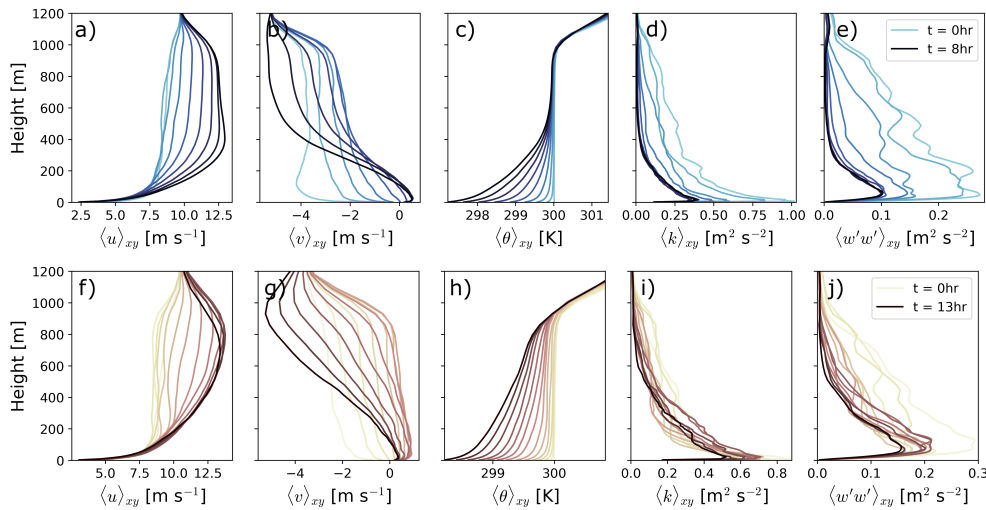 a) b) c) d) e)
t = 0hr
t = 8hr
1200
1000
800
600
400
200
0
Height [m]
2.5 5.0 7.5 10.0 12.5
−4 −2 0
298 299 300 301
0.00 0.25 0.50 0.75 1.00
0.0 0.1 0.2
⟨u⟩xy [m s⁻¹]
⟨v⟩xy [m s⁻¹]
⟨θ⟩xy [K]
⟨k⟩xy [m² s⁻²]
⟨w′w′⟩xy [m² s⁻²]
f) g) h) i) j)
t = 0hr
t = 13hr
1200
1000
800
600
400
200
0
Height [m]
5.0 7.5 10.0 12.5
−4 −2 0
299 300
0.0 0.2 0.4 0.6 0.8
0.0 0.1 0.2 0.3
⟨u⟩xy [m s⁻¹]
⟨v⟩xy [m s⁻¹]
⟨θ⟩xy [K]
⟨k⟩xy [m² s⁻²]
⟨w′w′⟩xy [m² s⁻²]